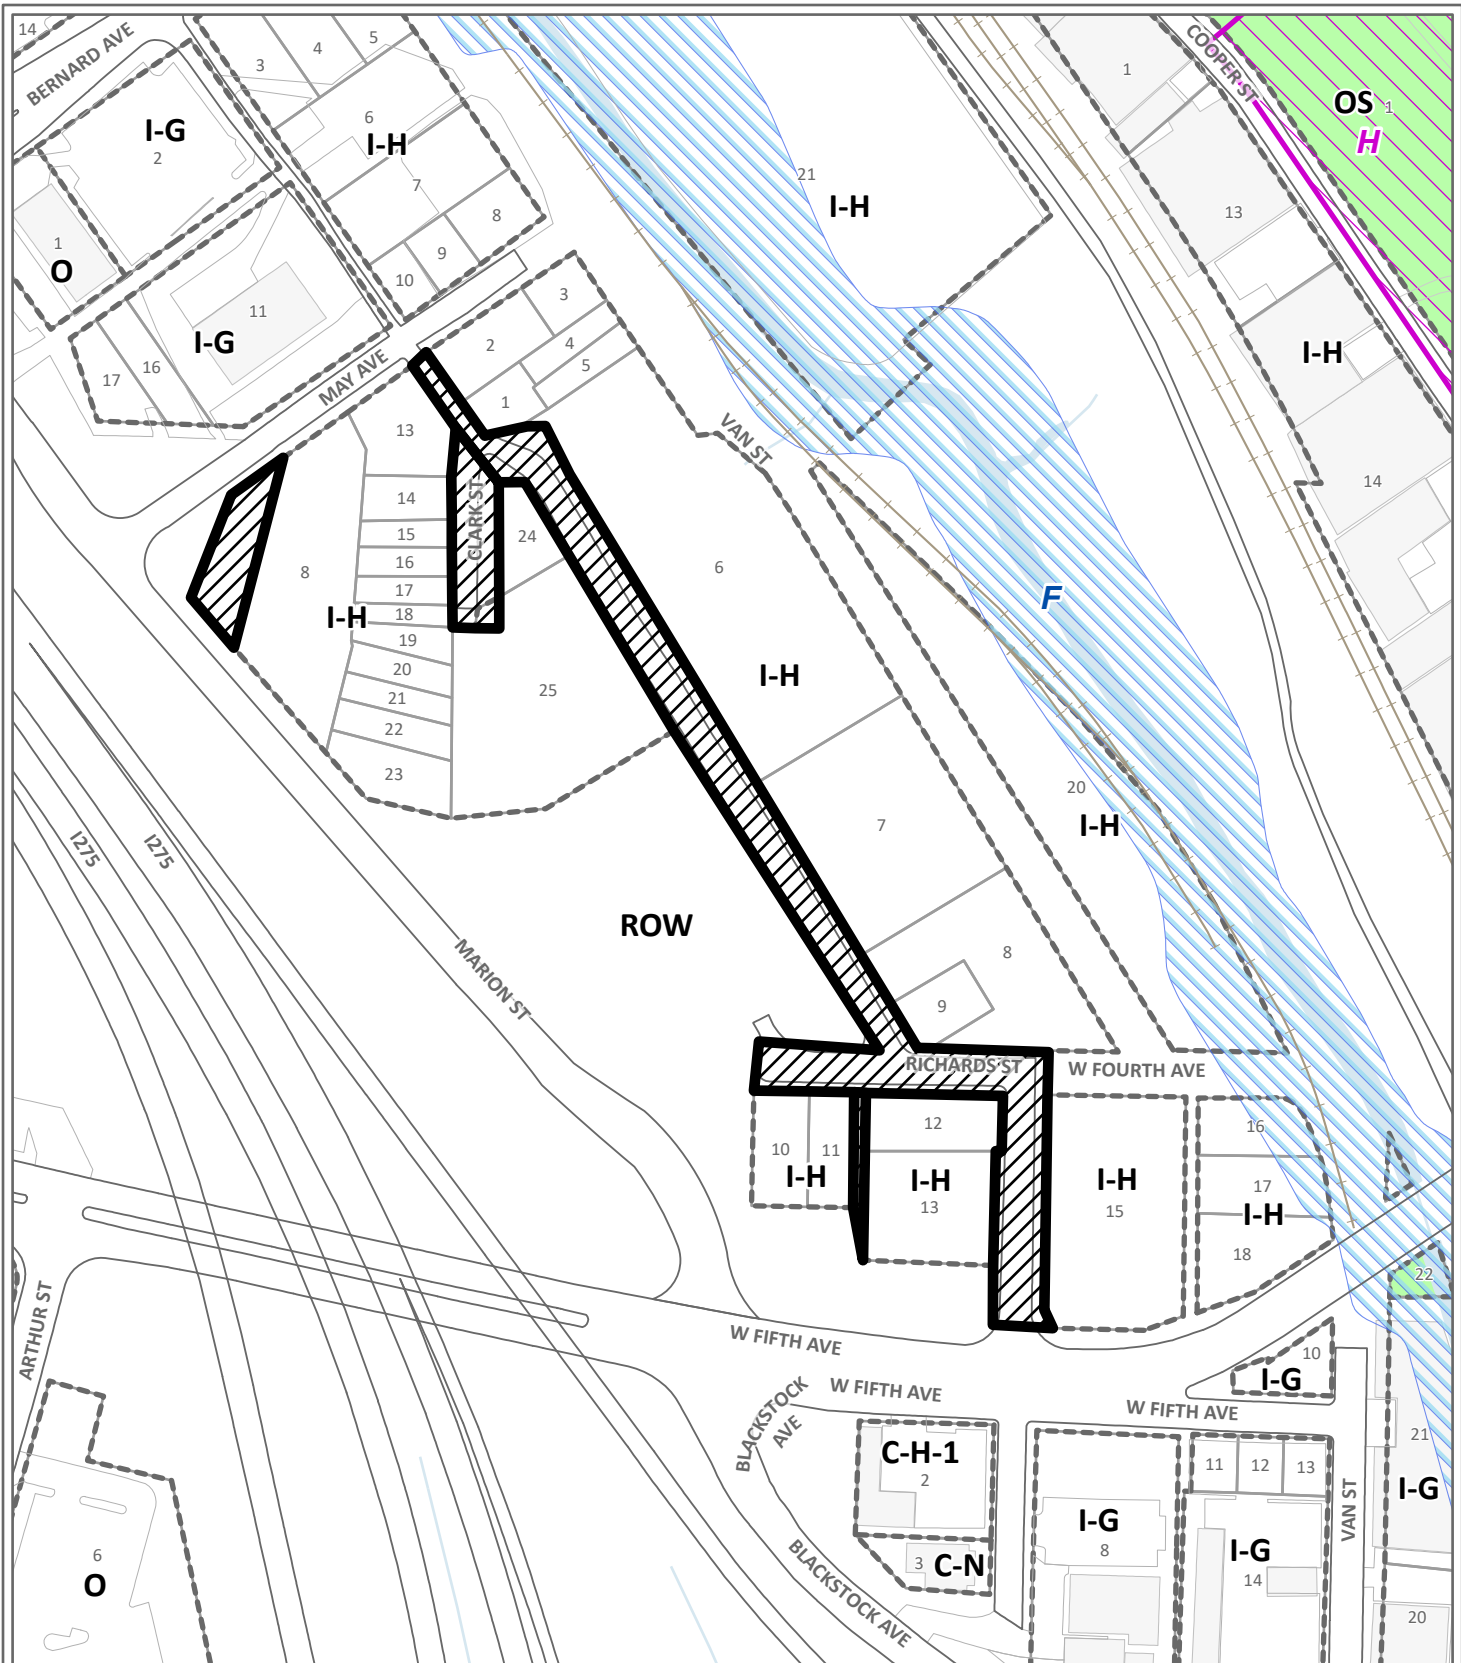 14
BERNARD AVE
3
4
5
COOPER ST
1
OS 1
H
I-G
2
6
I-H
7
8
9
10
21
I-H
13
1
O
11
I-G
17
16
MAY AVE
3
2
4
5
1
I-H
14
13
14
15
16
17
18
19
20
21
22
23
8
I-H
CLARK ST
24
25
VAN ST
6
I-H
F
7
20
I-H
8
9
I275
I275
ROW
MARION ST
RICHARDS ST
W FOURTH AVE
10
11
I-H
12
I-H
13
I-H
15
16
17
I-H
18
22
ARTHUR ST
W FIFTH AVE
W FIFTH AVE
W FIFTH AVE
10
I-G
BLACKSTOCK
AVE
C-H-1
2
3
C-N
BLACKSTOCK AVE
I-G
8
11
12
13
I-G
14
VAN ST
21
I-G
20
6
O